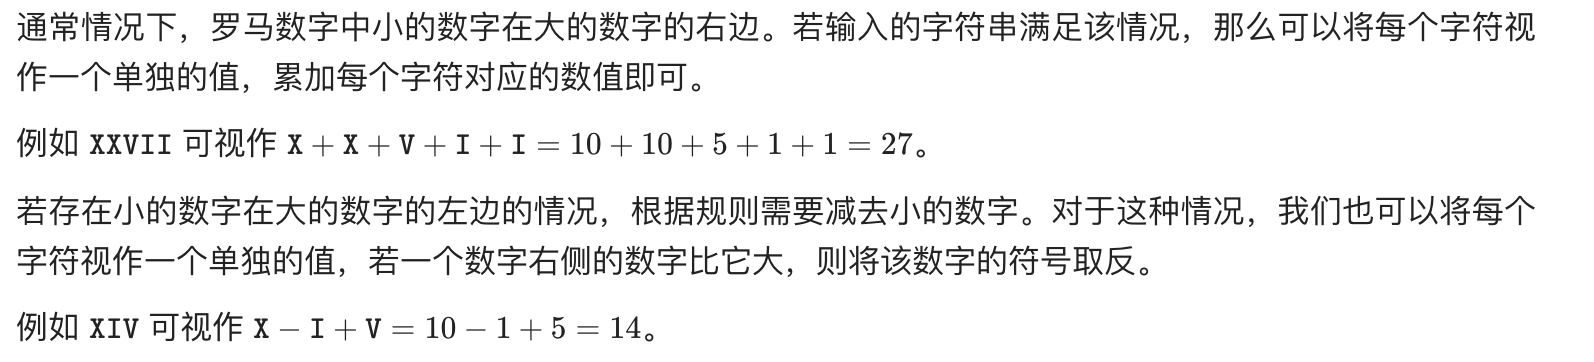 通常情况下，罗马数字中小的数字在大的数字的右边。若输入的字符串满足该情况，那么可以将每个字符视
作一个单独的值，累加每个字符对应的数值即可。
例如 XXVII 可视作 X + X + V + I + I = 10 + 10 + 5 + 1 + 1 = 27。
若存在小的数字在大的数字的左边的情况，根据规则需要减去小的数字。对于这种情况，我们也可以将每个
字符视作一个单独的值，若一个数字右侧的数字比它大，则将该数字的符号取反。
例如 XIV 可视作 X − I + V = 10 − 1 + 5 = 14。